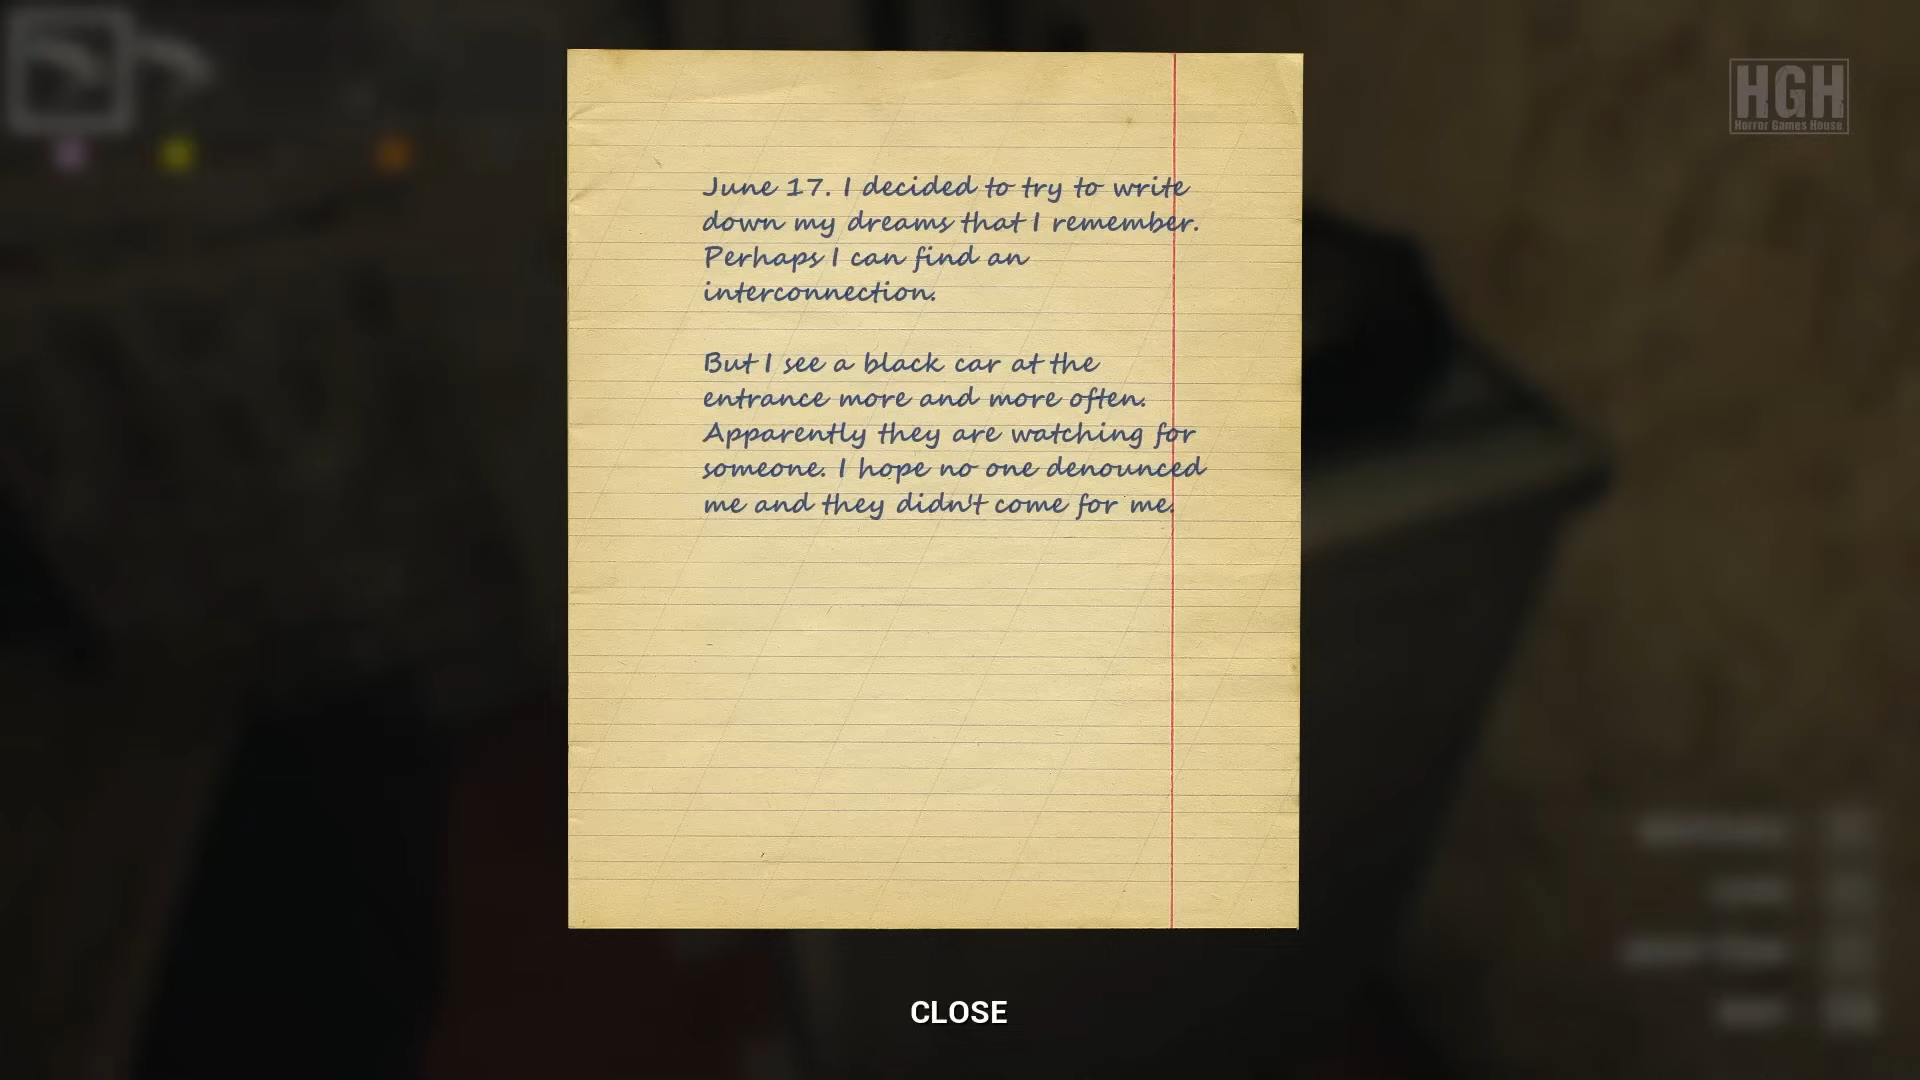 HGH
Horror Games House
June 17. I decided to try to write
down my dreams that I remember.
Perhaps I can find an
interconnection.
But I see a black car at the
entrance more and more often.
Apparently they are watching for
someone. I hope no one denounced
me and they didn't come for me.
CLOSE